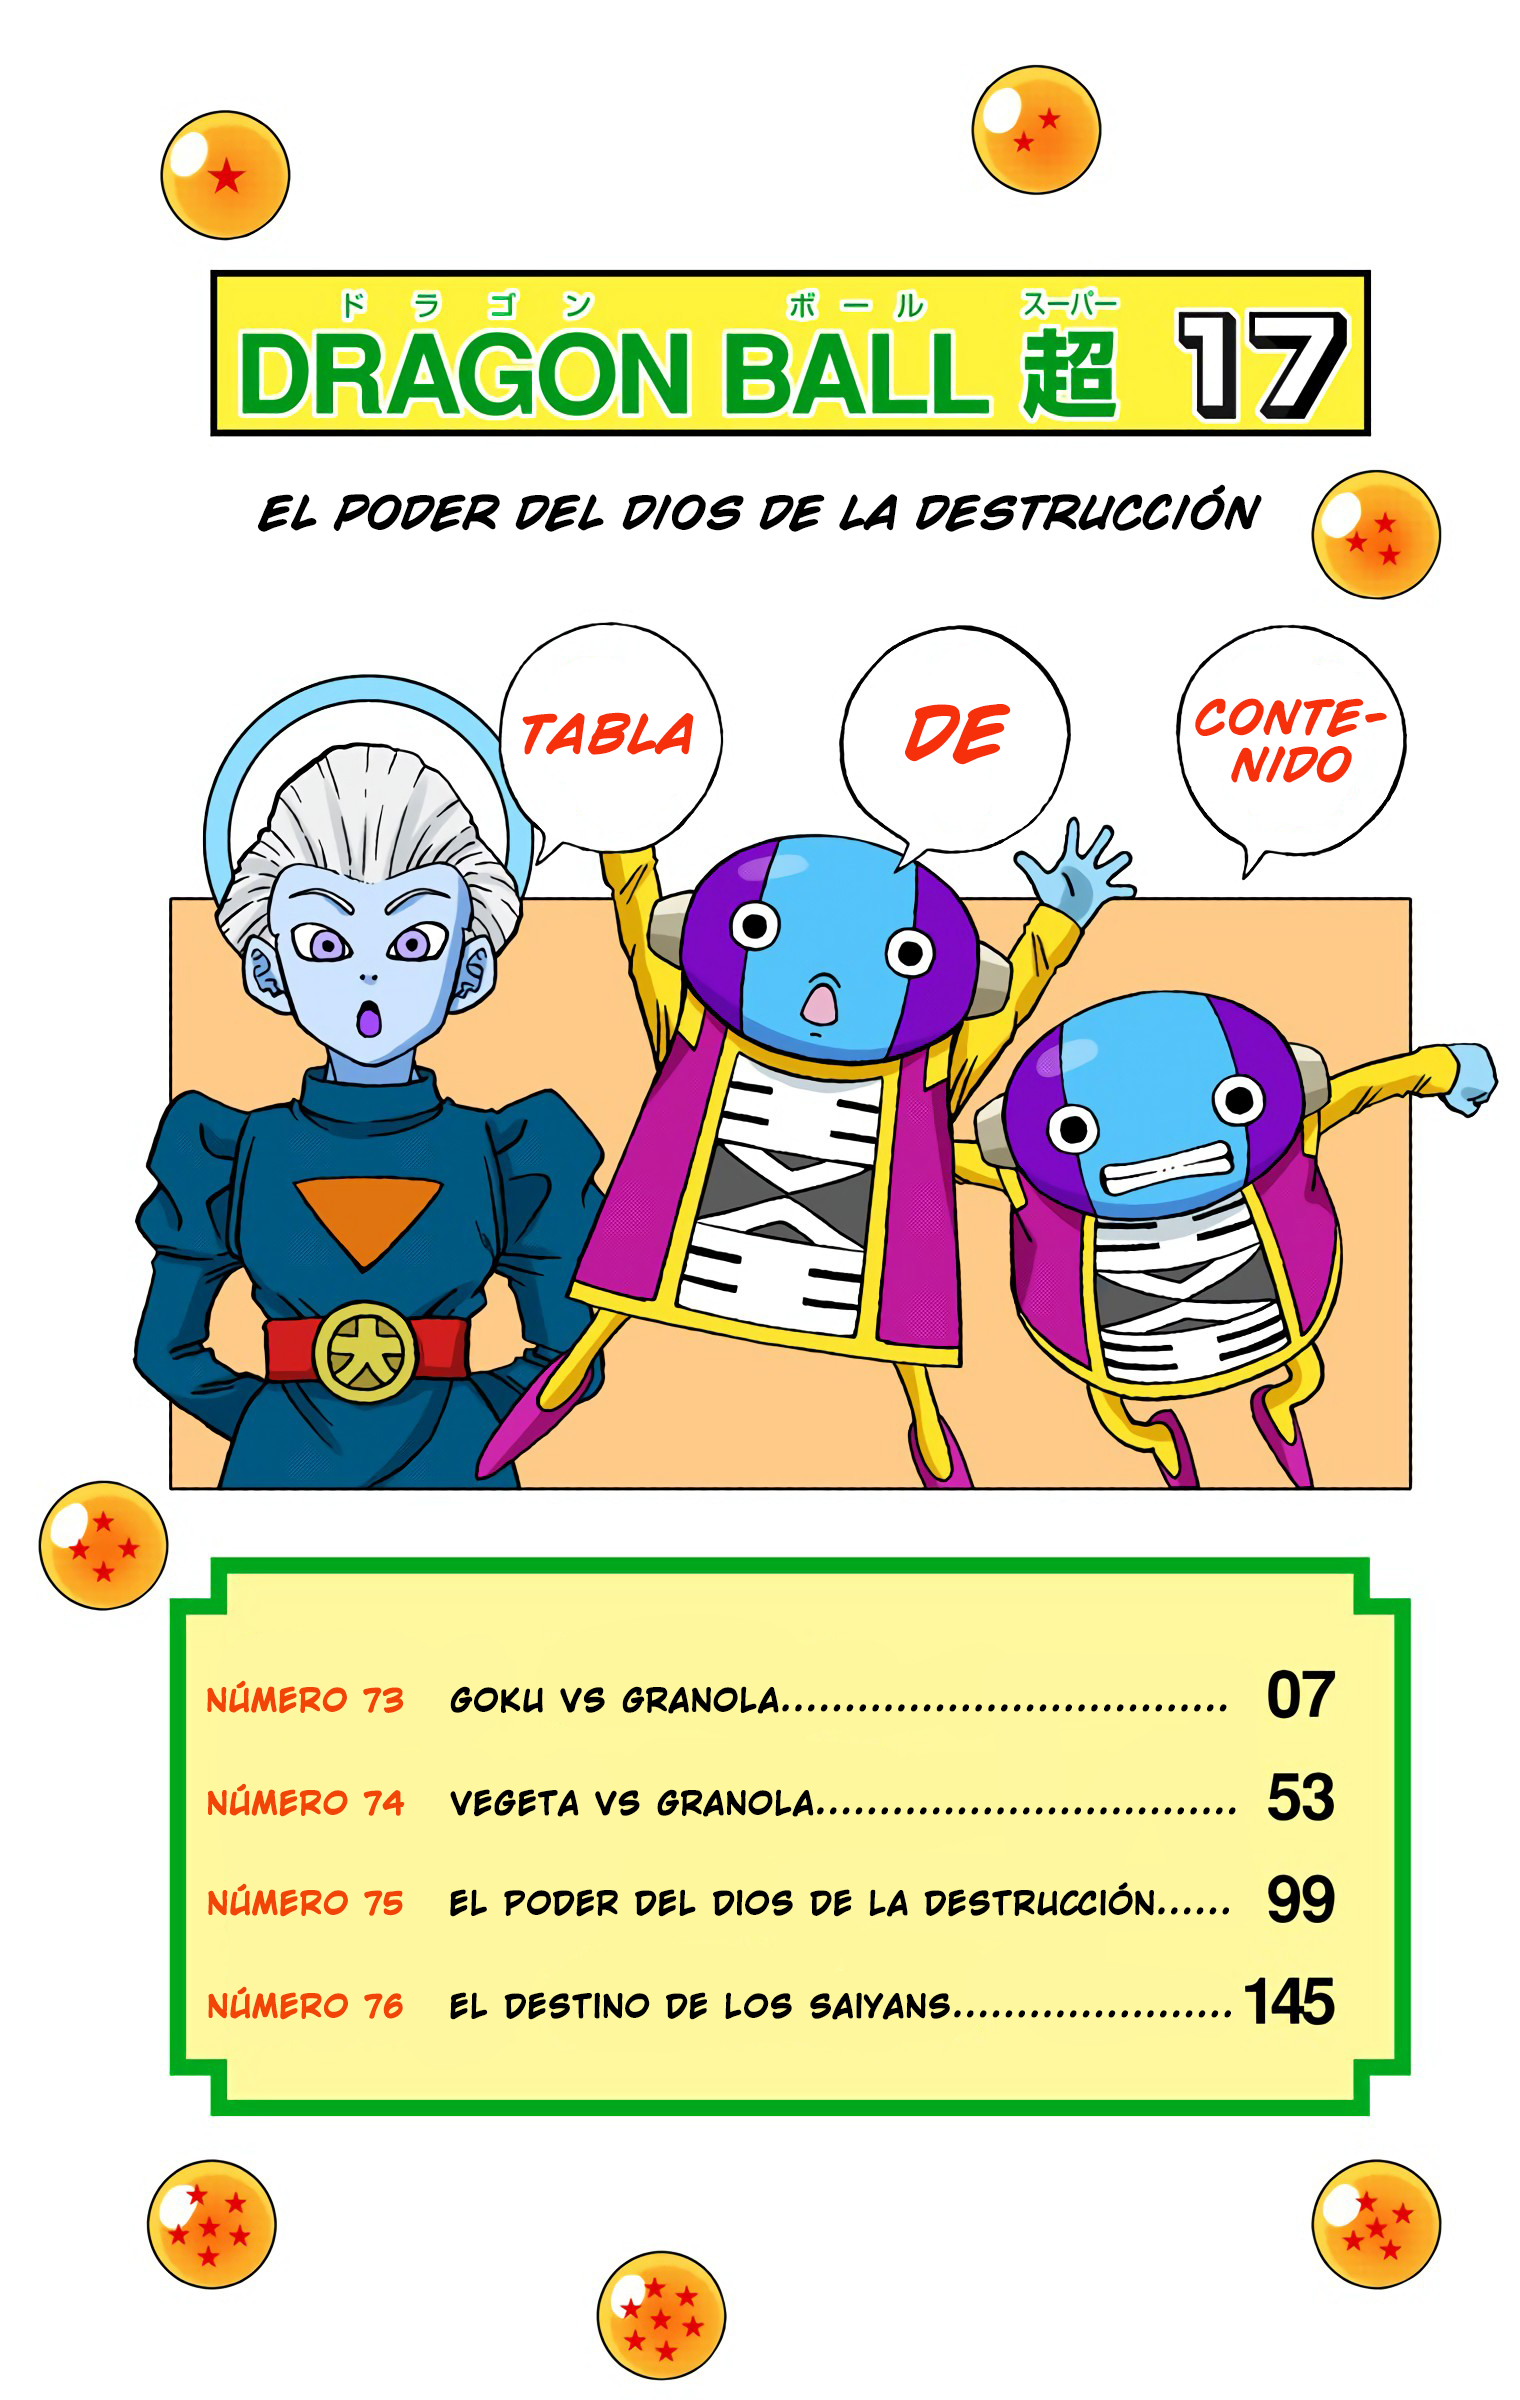 ドラゴン ボール スーパー
DRAGON BALL 超 17
EL PODER DEL DIOS DE LA DESTRUCCIÓN
TABLA
DE
CONTE-
NIDO
大
NÚMERO 73 GOKU VS GRANOLA................................... 07
NÚMERO 74 VEGETA VS GRANOLA................................. 53
NÚMERO 75 EL PODER DEL DIOS DE LA DESTRUCCIÓN...... 99
NÚMERO 76 EL DESTINO DE LOS SAIYANS...................... 145